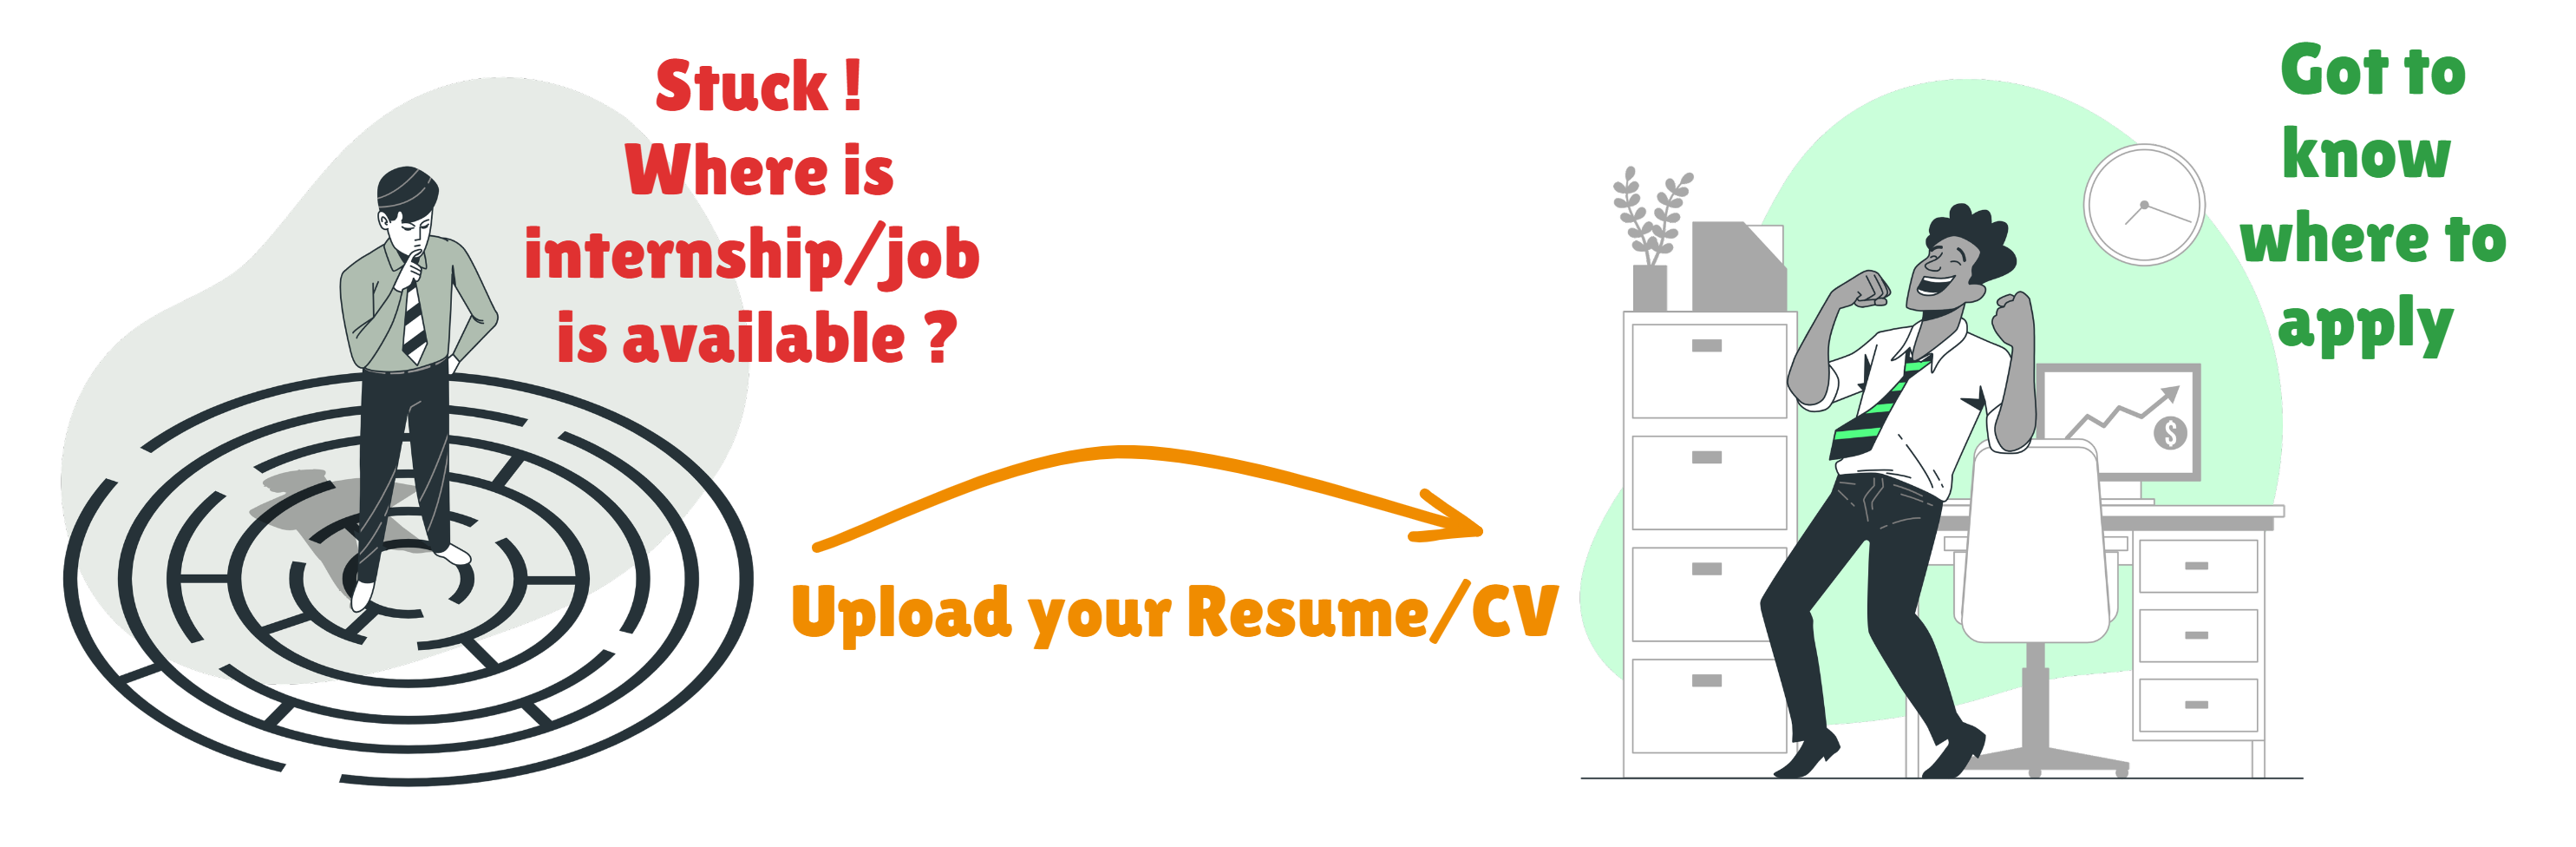 Stuck !
Where is
internship/job
is available ?
Upload your Resume/CV
Got to
know
where to
apply
$